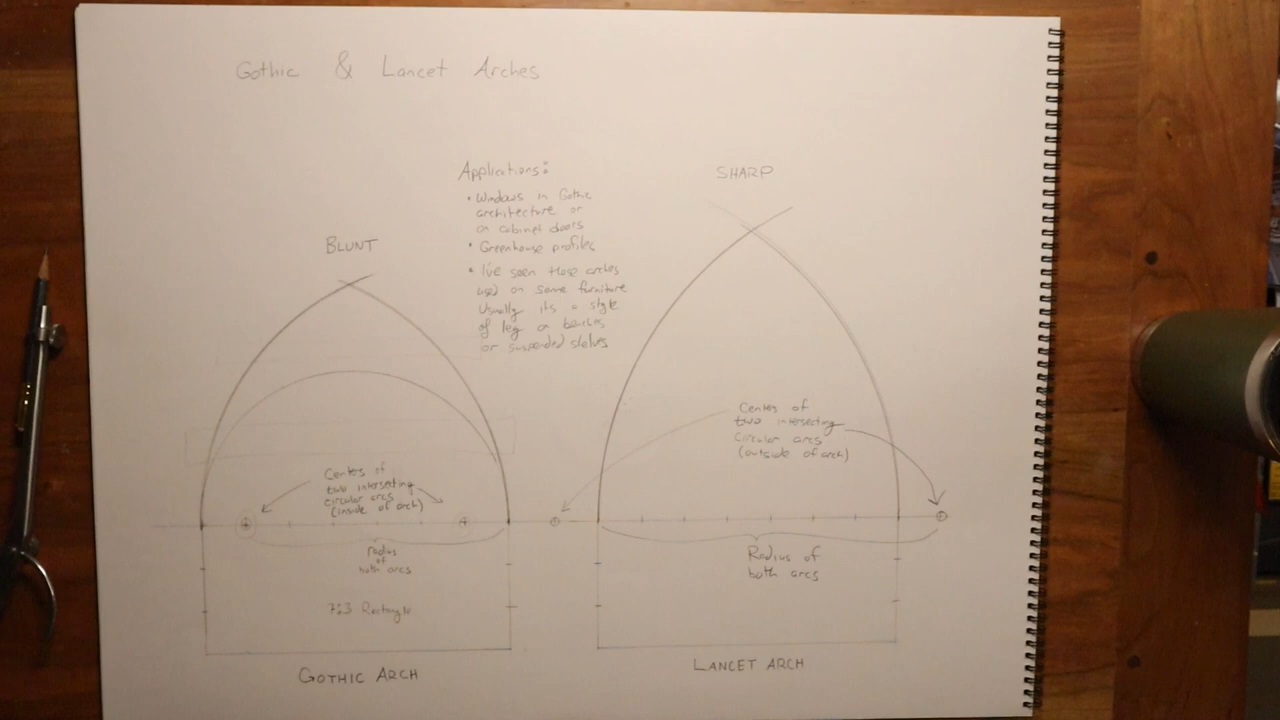 Gothic & Lancet Arches
Applications:
• Windows in Gothic
architecture or
on cabinet doors
• Greenhouse profiles
• I've seen these arches
used on some furniture
Usually it's a style
of leg on benches
or suspended shelves
BLUNT
SHARP
Centers of
two intersecting
circular arcs
(inside of arch)
Centers of
two intersecting
circular arcs
(outside of arch)
Radius
of
both arcs
Radius of
both arcs
7:3 Rectangle
GOTHIC ARCH
LANCET ARCH